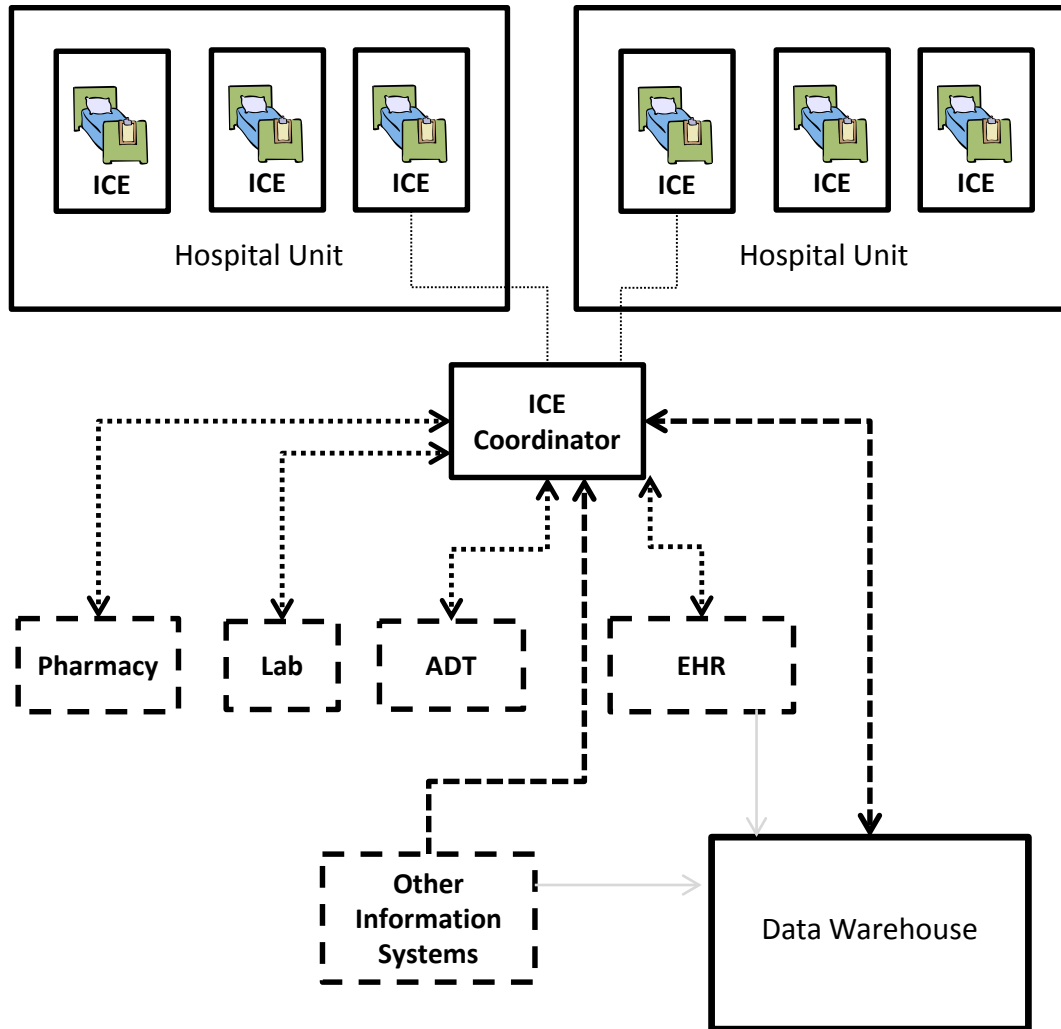 ICE
ICE
ICE
ICE
ICE
ICE
Hospital Unit
Hospital Unit
ICE
Coordinator
Pharmacy
Lab
ADT
EHR
Other
Information
Systems
Data Warehouse